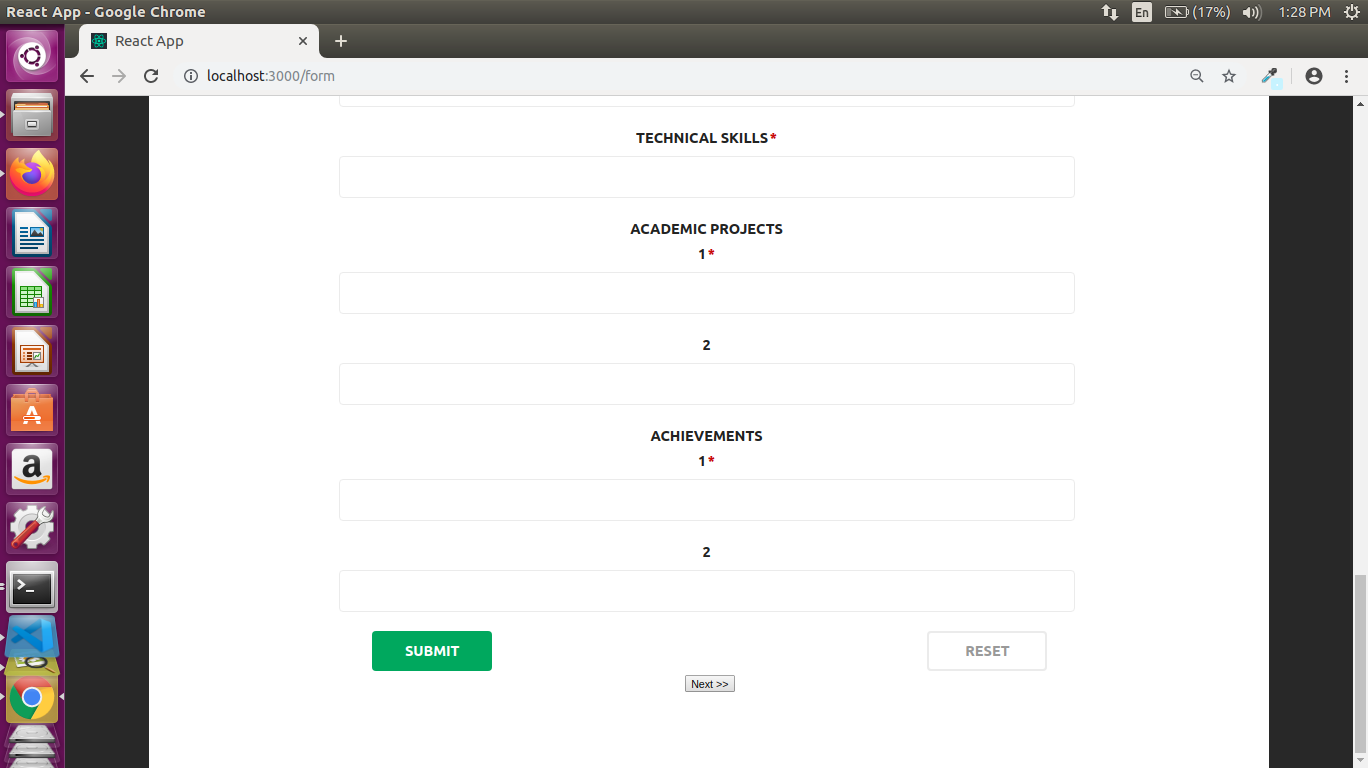 React App - Google Chrome
En (17%) 1:28 PM
React App
localhost:3000/form
TECHNICAL SKILLS*
ACADEMIC PROJECTS
1*
2
ACHIEVEMENTS
1*
2
SUBMIT RESET
Next >>